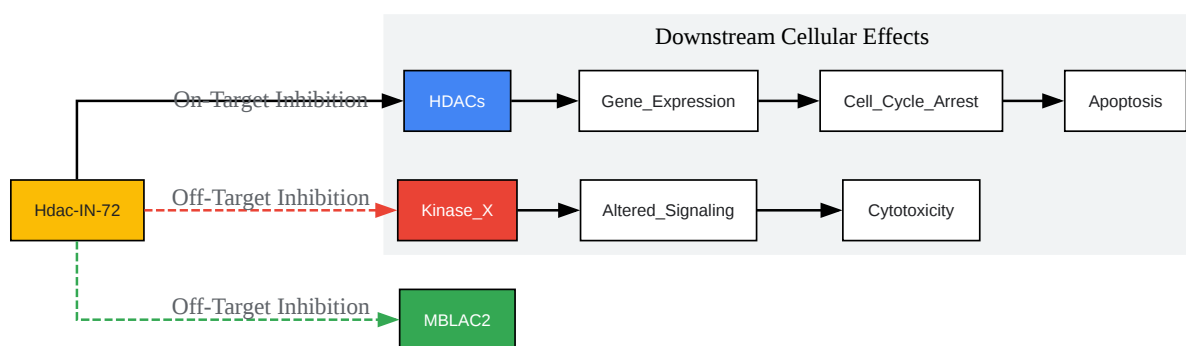 Downstream Cellular Effects
On-Target Inhibition
HDACs
Gene_Expression
Cell_Cycle_Arrest
Apoptosis
Hdac-IN-72
Off-Target Inhibition
Kinase_X
Altered_Signaling
Cytotoxicity
Off-Target Inhibition
MBLAC2